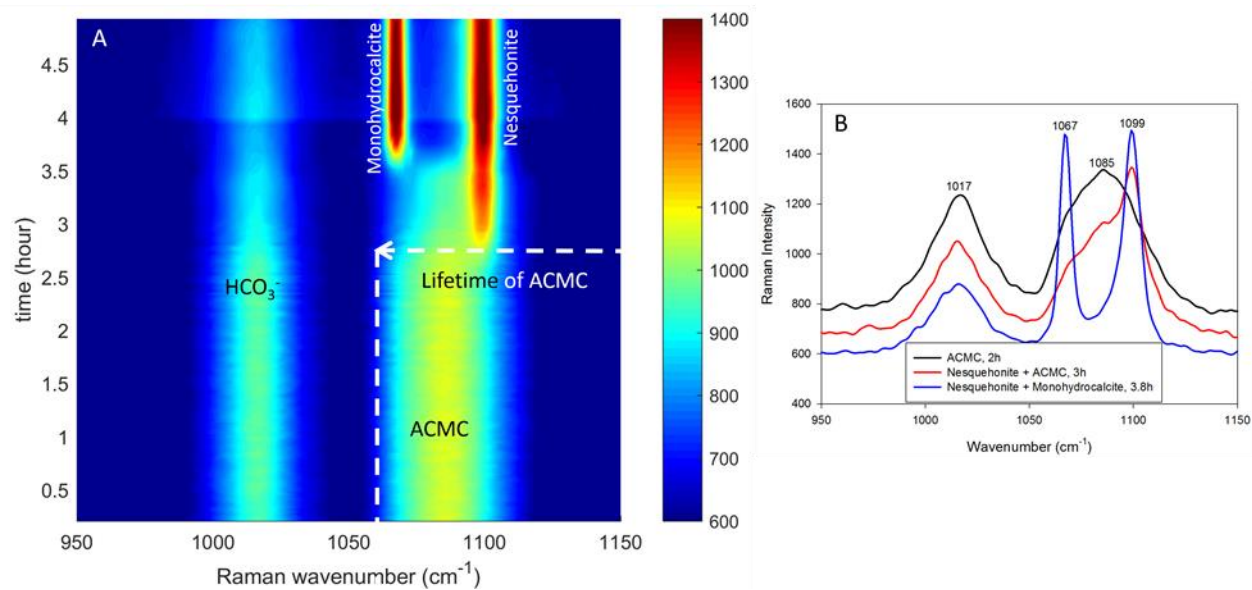 A
4.5
4
3.5
3
2.5
2
1.5
1
0.5
time (hour)
Monohydrocalcite
Nesquehonite
HCO3-
Lifetime of ACMC
ACMC
950
1000
1050
1100
1150
Raman wavenumber (cm-1)
1400
1300
1200
1100
1000
900
800
700
600
B
1600
1400
1200
1000
800
600
400
Raman Intensity
1017
1067
1085
1099
ACMC, 2h
Nesquehonite + ACMC, 3h
Nesquehonite + Monohydrocalcite, 3.8h
950
1000
1050
1100
1150
Wavenumber (cm-1)